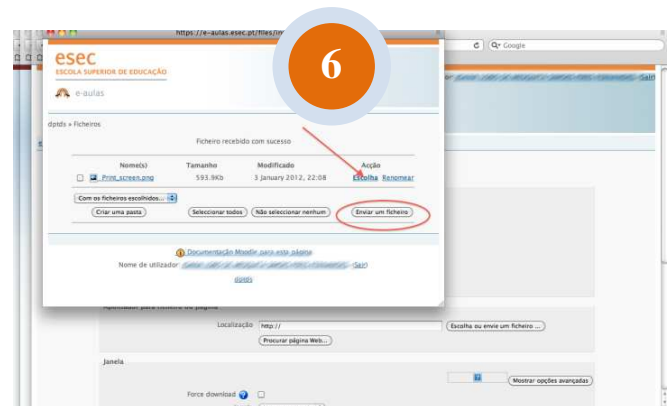 https://e-aulas.esec.pt/files/in
Google
6
esec
ESCOLA SUPERIOR DE EDUCAÇÃO
e-aulas
dptds » Ficheiros
Ficheiro recebido com sucesso
Nome(s) Tamanho Modificado Acção
Print_screen.png 593.9Kb 3 January 2012, 22:08 Escolha Renomear
Com os ficheiros escolhidos...
Criar uma pasta Seleccionar todos Não seleccionar nenhum Enviar um ficheiro
Documentação Moodle para esta página
Nome de utilizador: (Sair)
dptds
Localização http:// Escolha ou envie um ficheiro ...
Procurar página Web...
Janela
Mostrar opções avançadas
Force download